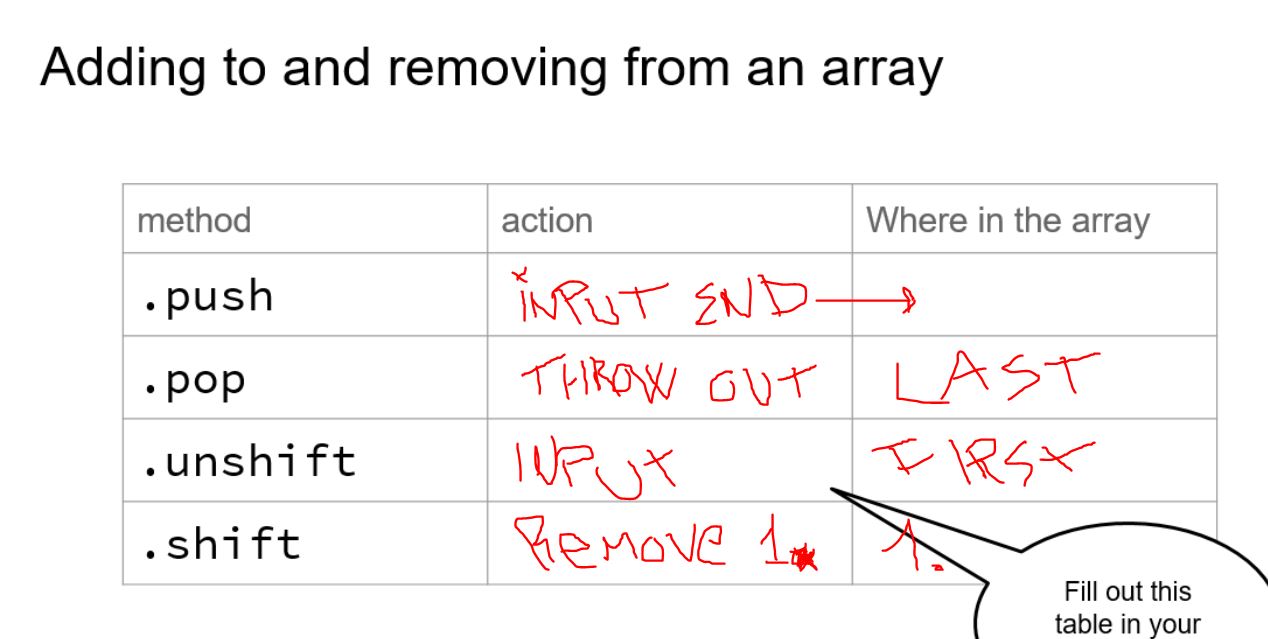 Adding to and removing from an array
method action Where in the array
.push INPUT END
.pop THROW OUT LAST
.unshift INPUT FIRST
.shift REMOVE 1. 1.
Fill out this
table in your